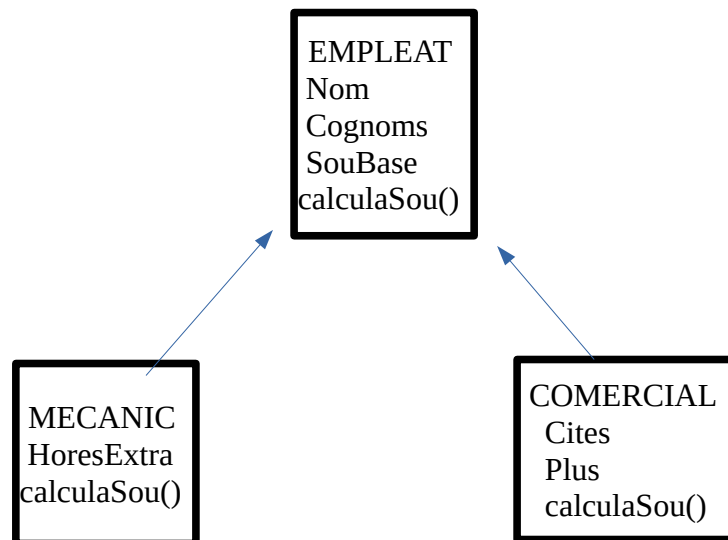 EMPLEAT
Nom
Cognoms
SouBase
calculaSou()
MECANIC
HoresExtra
calculaSou()
COMERCIAL
Cites
Plus
calculaSou()